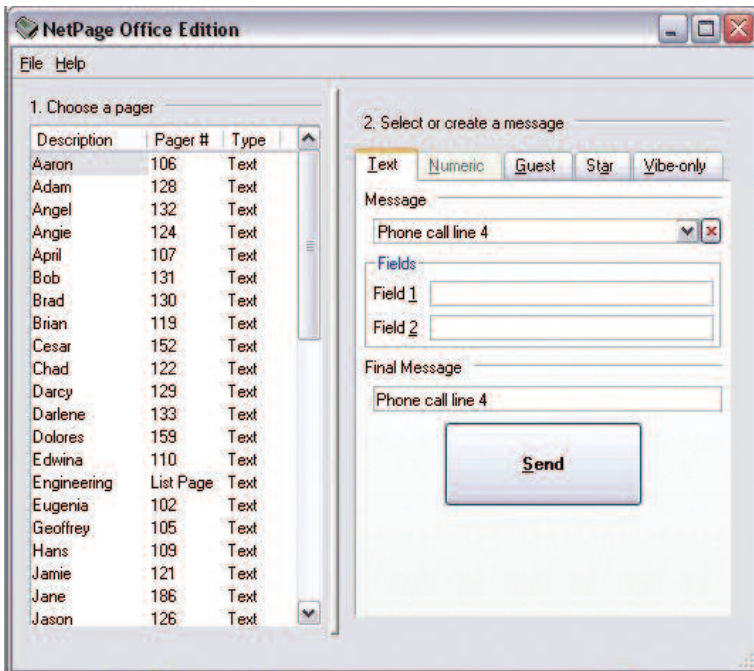 NetPage Office Edition
File Help
1. Choose a pager
Description Pager # Type
Aaron 106 Text
Adam 128 Text
Angel 132 Text
Angie 124 Text
April 107 Text
Bob 131 Text
Brad 130 Text
Brian 119 Text
Cesar 152 Text
Chad 122 Text
Darcy 129 Text
Darlene 133 Text
Dolores 159 Text
Edwina 110 Text
Engineering List Page Text
Eugenia 102 Text
Geoffrey 105 Text
Hans 109 Text
Jamie 121 Text
Jane 186 Text
Jason 126 Text
2. Select or create a message
Text Numeric Guest Star Vibe-only
Message
Phone call line 4
Fields
Field 1
Field 2
Final Message
Phone call line 4
Send